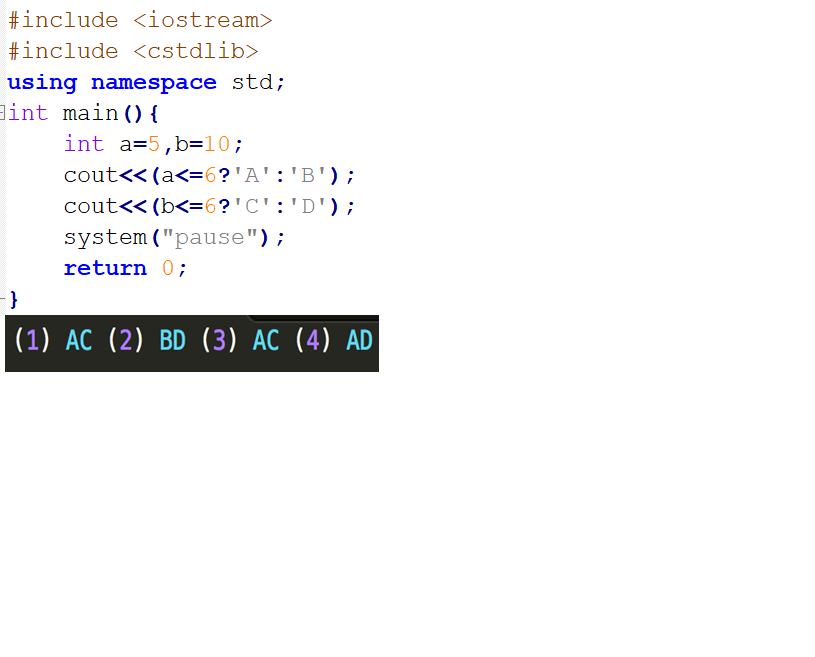 #include <iostream>
#include <cstdlib>
using namespace std;
int main(){
    int a=5,b=10;
    cout<<(a<=6?'A':'B');
    cout<<(b<=6?'C':'D');
    system("pause");
    return 0;
}
(1) AC (2) BD (3) AC (4) AD